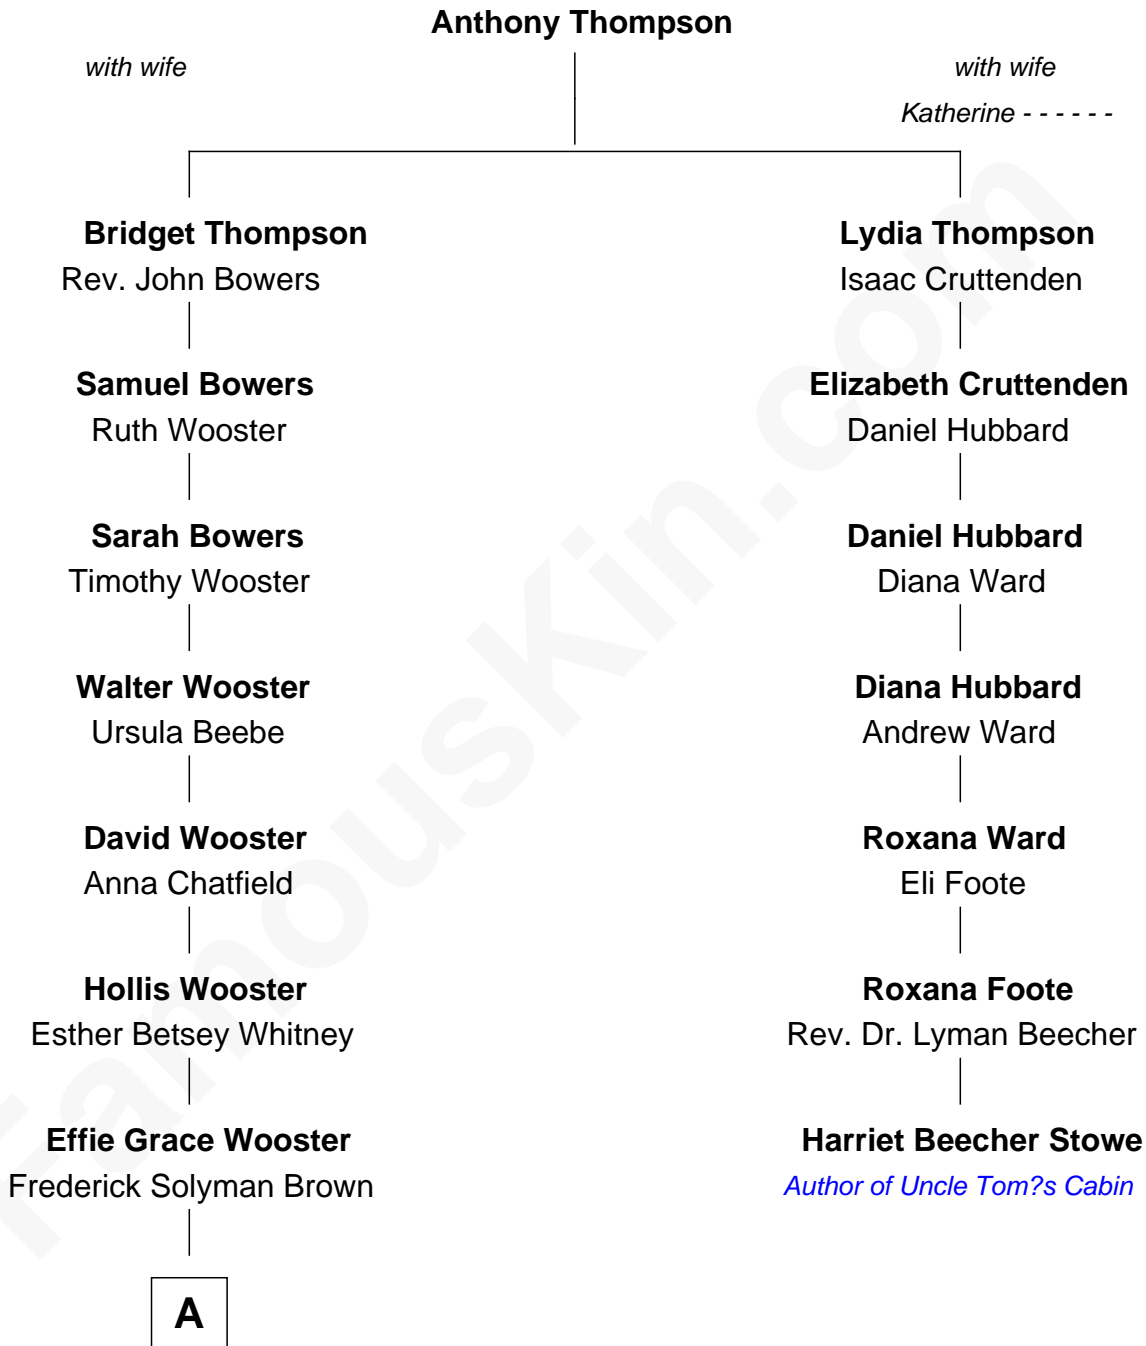 Anthony Thompson
with wife
with wife
Katherine - - - - - -
Bridget Thompson
Rev. John Bowers
Lydia Thompson
Isaac Cruttenden
Samuel Bowers
Ruth Wooster
Elizabeth Cruttenden
Daniel Hubbard
Sarah Bowers
Timothy Wooster
Daniel Hubbard
Diana Ward
Walter Wooster
Ursula Beebe
Diana Hubbard
Andrew Ward
David Wooster
Anna Chatfield
Roxana Ward
Eli Foote
Hollis Wooster
Esther Betsey Whitney
Roxana Foote
Rev. Dr. Lyman Beecher
Effie Grace Wooster
Frederick Solyman Brown
Harriet Beecher Stowe
Author of Uncle Tom?s Cabin
A
FamousKin.com